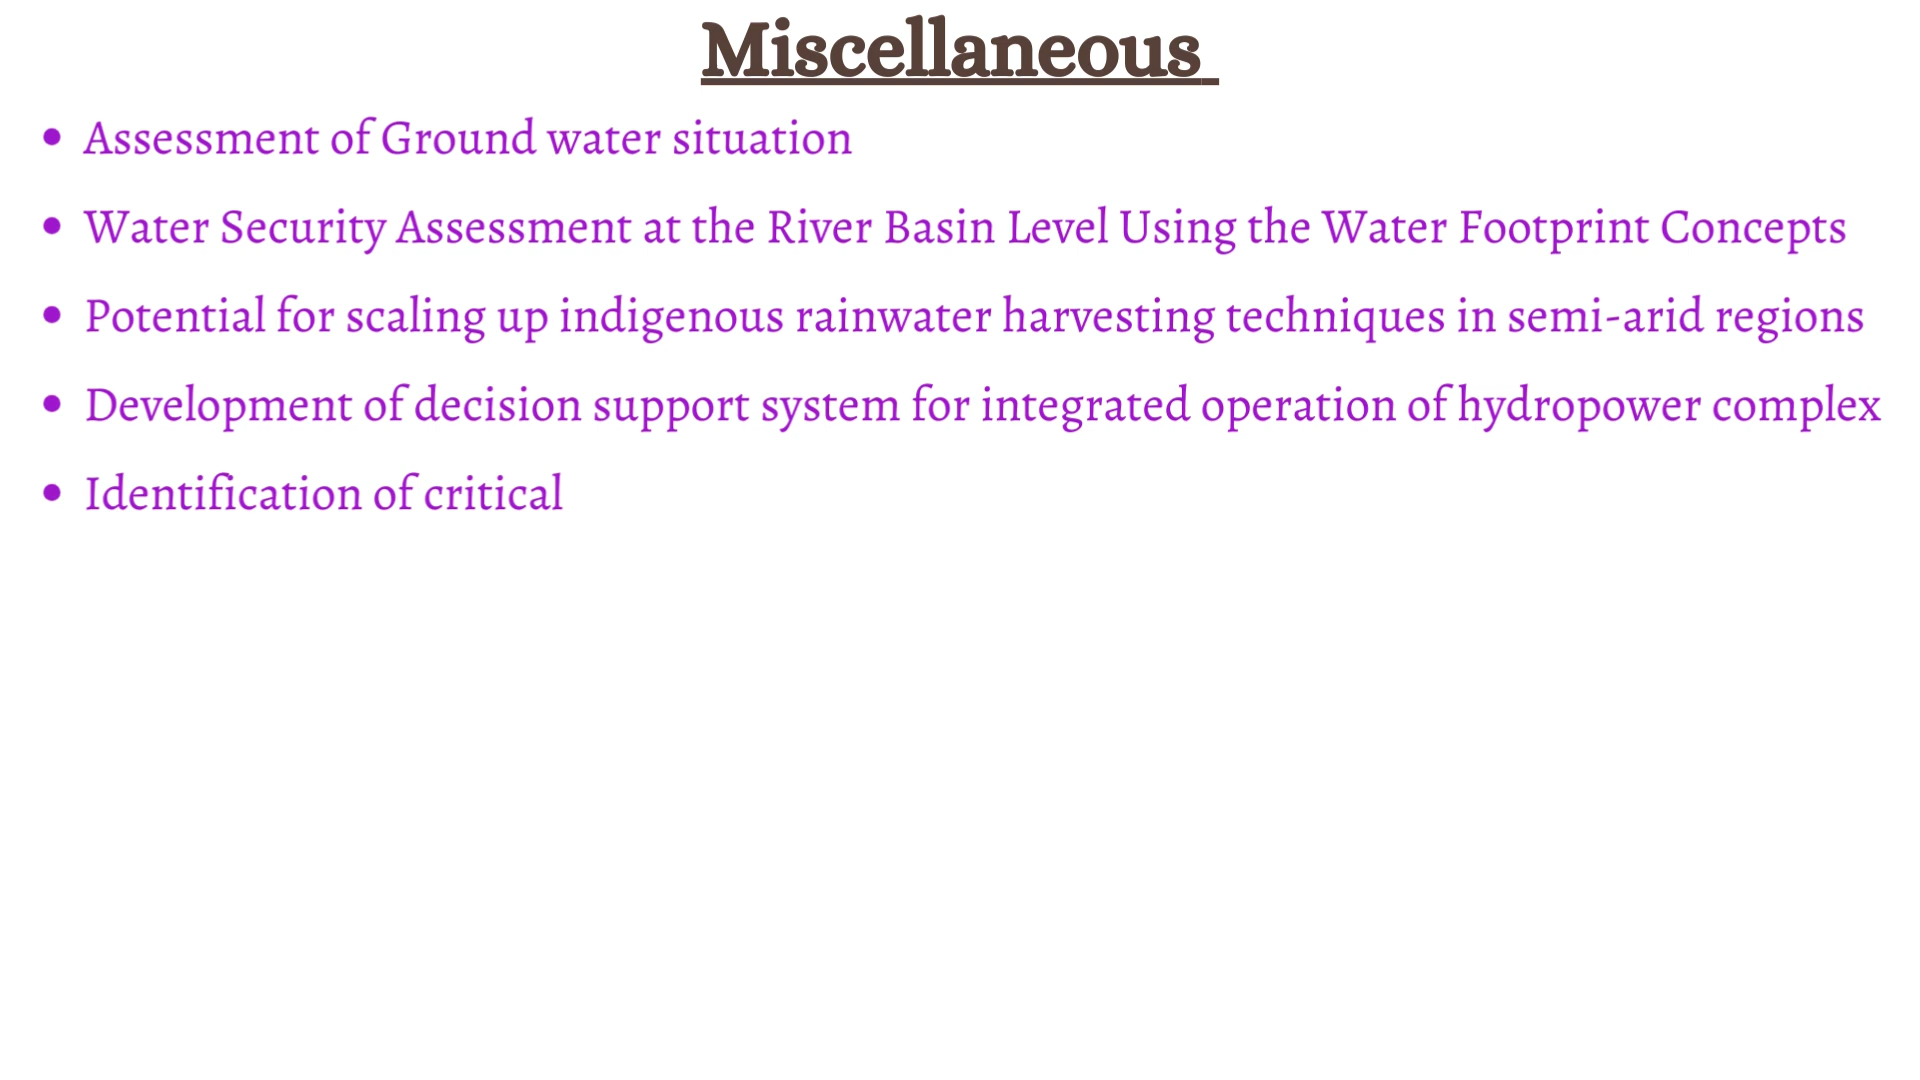 Miscellaneous
• Assessment of Ground water situation
• Water Security Assessment at the River Basin Level Using the Water Footprint Concepts
• Potential for scaling up indigenous rainwater harvesting techniques in semi-arid regions
• Development of decision support system for integrated operation of hydropower complex
• Identification of critical